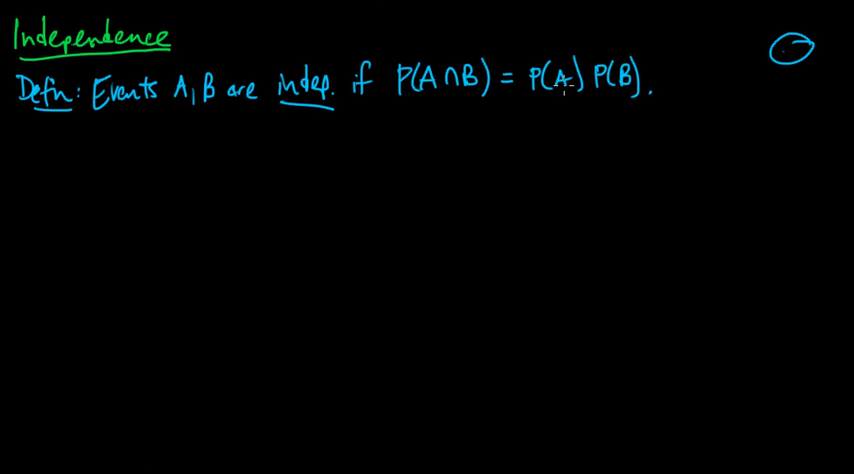 Independence
Defn: Events A, B are indep. if P(A ∩ B) = P(A) P(B).